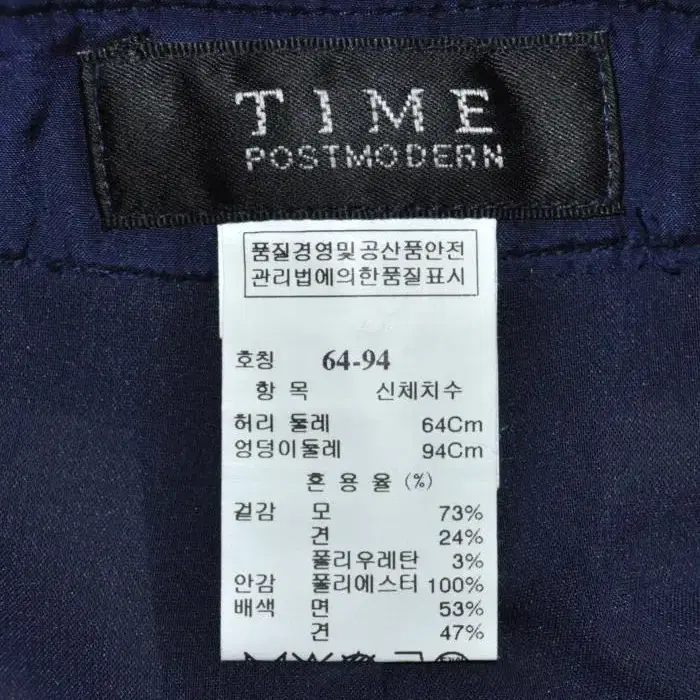 TIME
POSTMODERN
품질경영및공산품안전
관리법에의한품질표시
호칭 64-94
항 목 신체치수
허리 둘레 64Cm
엉덩이둘레 94Cm
혼 용 율 (%)
겉감 모 73%
견 24%
폴리우레탄 3%
안감 폴리에스터 100%
배색 면 53%
견 47%